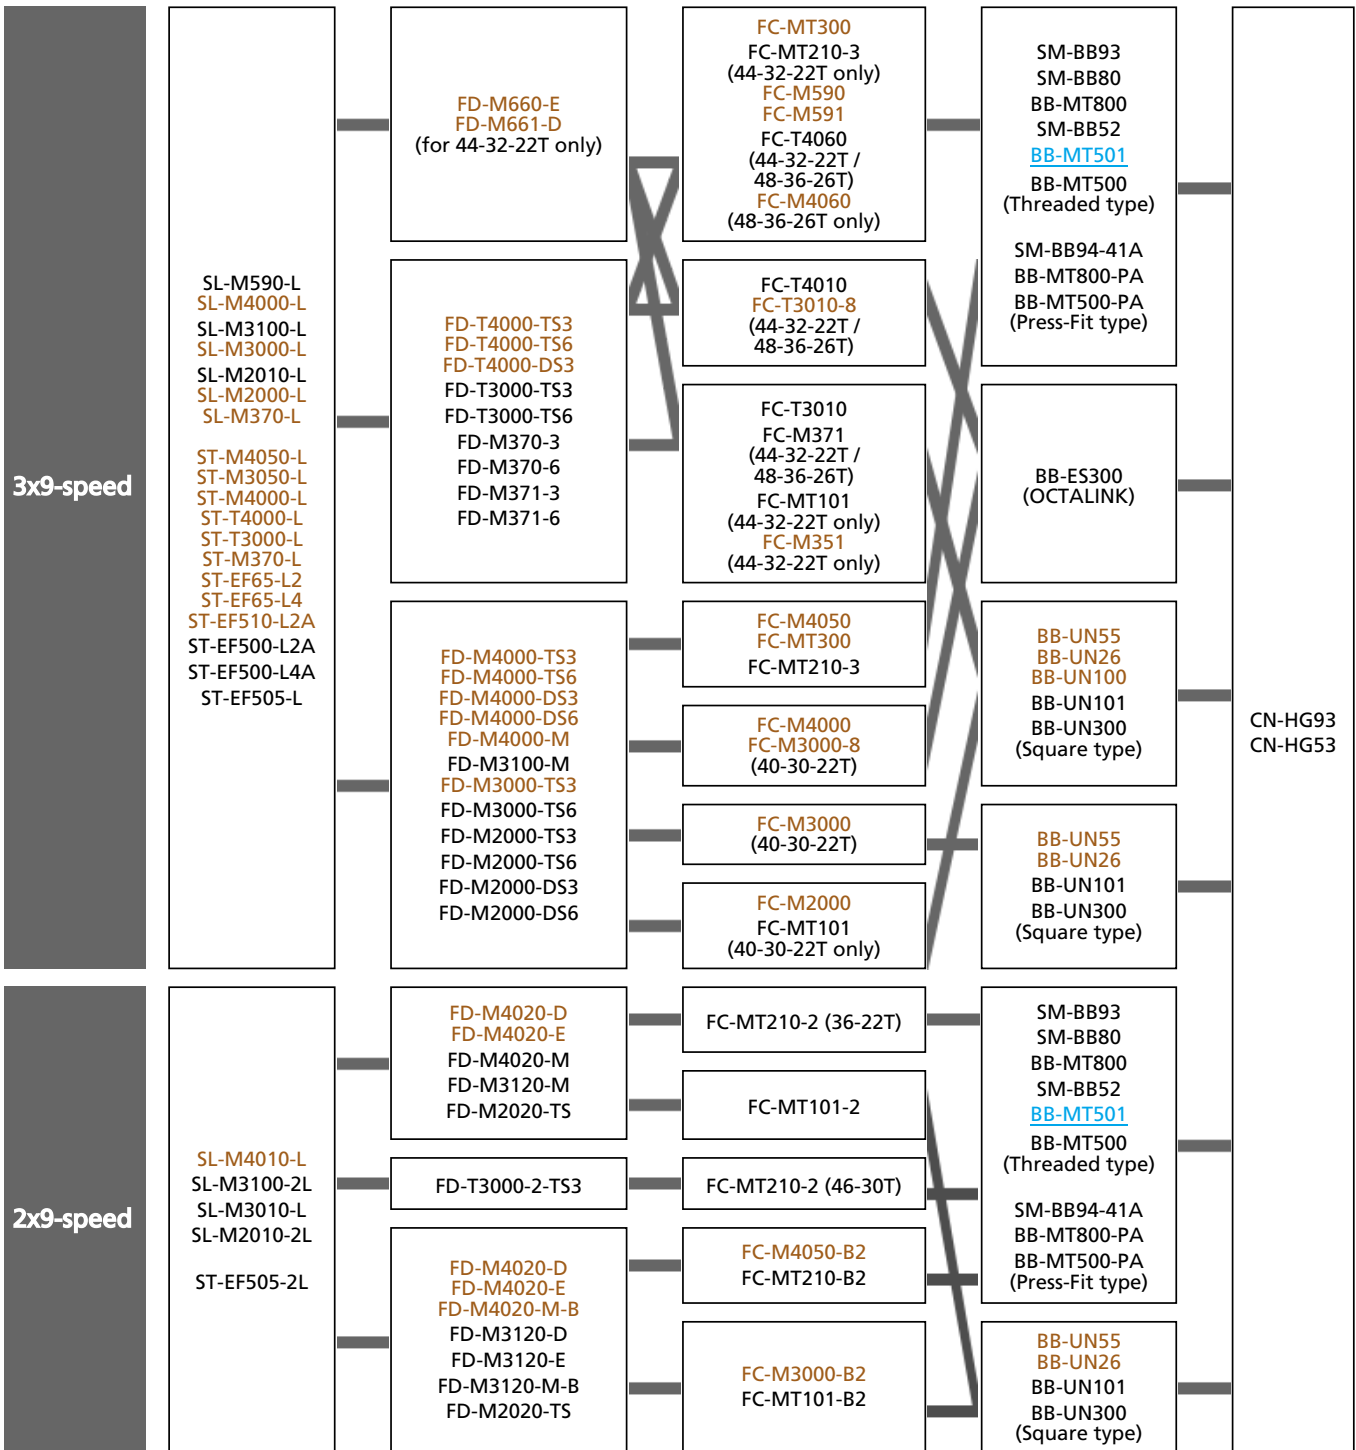 3x9-speed
SL-M590-L
SL-M4000-L
SL-M3100-L
SL-M3000-L
SL-M2010-L
SL-M2000-L
SL-M370-L
ST-M4050-L
ST-M3050-L
ST-M4000-L
ST-T4000-L
ST-T3000-L
ST-M370-L
ST-EF65-L2
ST-EF65-L4
ST-EF510-L2A
ST-EF500-L2A
ST-EF500-L4A
ST-EF505-L
FD-M660-E
FD-M661-D
(for 44-32-22T only)
FD-T4000-TS3
FD-T4000-TS6
FD-T4000-DS3
FD-T3000-TS3
FD-T3000-TS6
FD-M370-3
FD-M370-6
FD-M371-3
FD-M371-6
FD-M4000-TS3
FD-M4000-TS6
FD-M4000-DS3
FD-M4000-DS6
FD-M4000-M
FD-M3100-M
FD-M3000-TS3
FD-M3000-TS6
FD-M2000-TS3
FD-M2000-TS6
FD-M2000-DS3
FD-M2000-DS6
FC-MT300
FC-MT210-3
(44-32-22T only)
FC-M590
FC-M591
FC-T4060
(44-32-22T /
48-36-26T)
FC-M4060
(48-36-26T only)
FC-T4010
FC-T3010-8
(44-32-22T /
48-36-26T)
FC-T3010
FC-M371
(44-32-22T /
48-36-26T)
FC-MT101
(44-32-22T only)
FC-M351
(44-32-22T only)
FC-M4050
FC-MT300
FC-MT210-3
FC-M4000
FC-M3000-8
(40-30-22T)
FC-M3000
(40-30-22T)
FC-M2000
FC-MT101
(40-30-22T only)
SM-BB93
SM-BB80
BB-MT800
SM-BB52
BB-MT501
BB-MT500
(Threaded type)
SM-BB94-41A
BB-MT800-PA
BB-MT500-PA
(Press-Fit type)
BB-ES300
(OCTALINK)
BB-UN55
BB-UN26
BB-UN100
BB-UN101
BB-UN300
(Square type)
BB-UN55
BB-UN26
BB-UN101
BB-UN300
(Square type)
CN-HG93
CN-HG53
2x9-speed
SL-M4010-L
SL-M3100-2L
SL-M3010-L
SL-M2010-2L
ST-EF505-2L
FD-M4020-D
FD-M4020-E
FD-M4020-M
FD-M3120-M
FD-M2020-TS
FD-T3000-2-TS3
FD-M4020-D
FD-M4020-E
FD-M4020-M-B
FD-M3120-D
FD-M3120-E
FD-M3120-M-B
FD-M2020-TS
FC-MT210-2 (36-22T)
FC-MT101-2
FC-MT210-2 (46-30T)
FC-M4050-B2
FC-MT210-B2
FC-M3000-B2
FC-MT101-B2
SM-BB93
SM-BB80
BB-MT800
SM-BB52
BB-MT501
BB-MT500
(Threaded type)
SM-BB94-41A
BB-MT800-PA
BB-MT500-PA
(Press-Fit type)
BB-UN55
BB-UN26
BB-UN101
BB-UN300
(Square type)